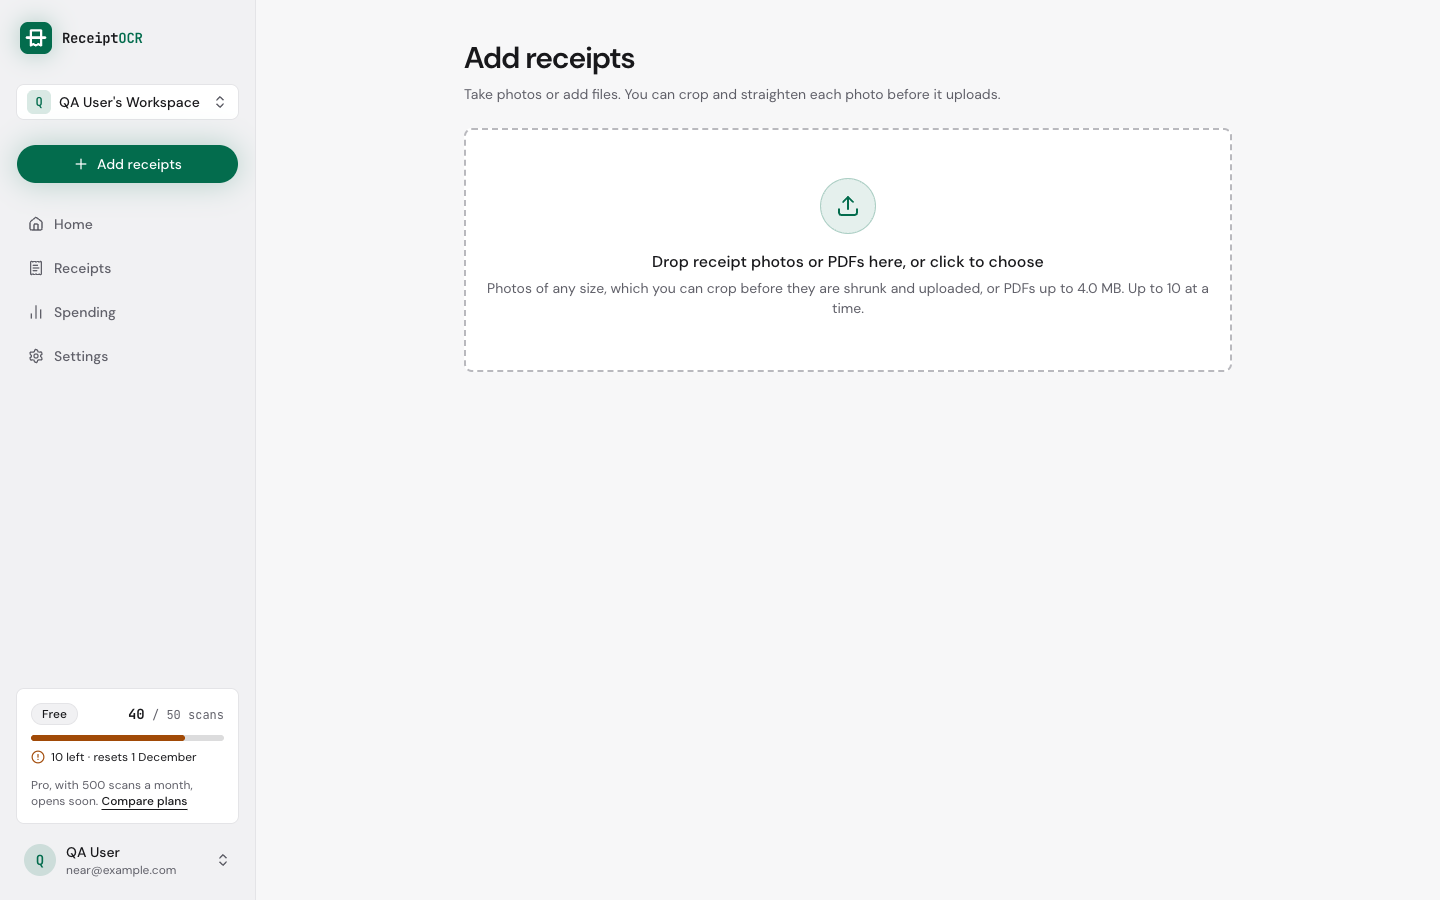 ReceiptOCR
Q QA User's Workspace
Add receipts
Home
Receipts
Spending
Settings
Free 40 / 50 scans
10 left · resets 1 December
Pro, with 500 scans a month,
opens soon. Compare plans
Q QA User
near@example.com
Add receipts
Take photos or add files. You can crop and straighten each photo before it uploads.
Drop receipt photos or PDFs here, or click to choose
Photos of any size, which you can crop before they are shrunk and uploaded, or PDFs up to 4.0 MB. Up to 10 at a
time.